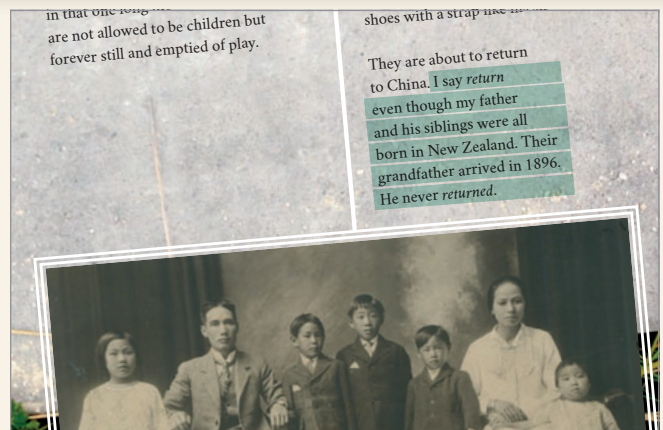 in that one long
are not allowed to be children but
forever still and emptied of play.
shoes with a strap like
They are about to return
to China. I say return
even though my father
and his siblings were all
born in New Zealand. Their
grandfather arrived in 1896.
He never returned.